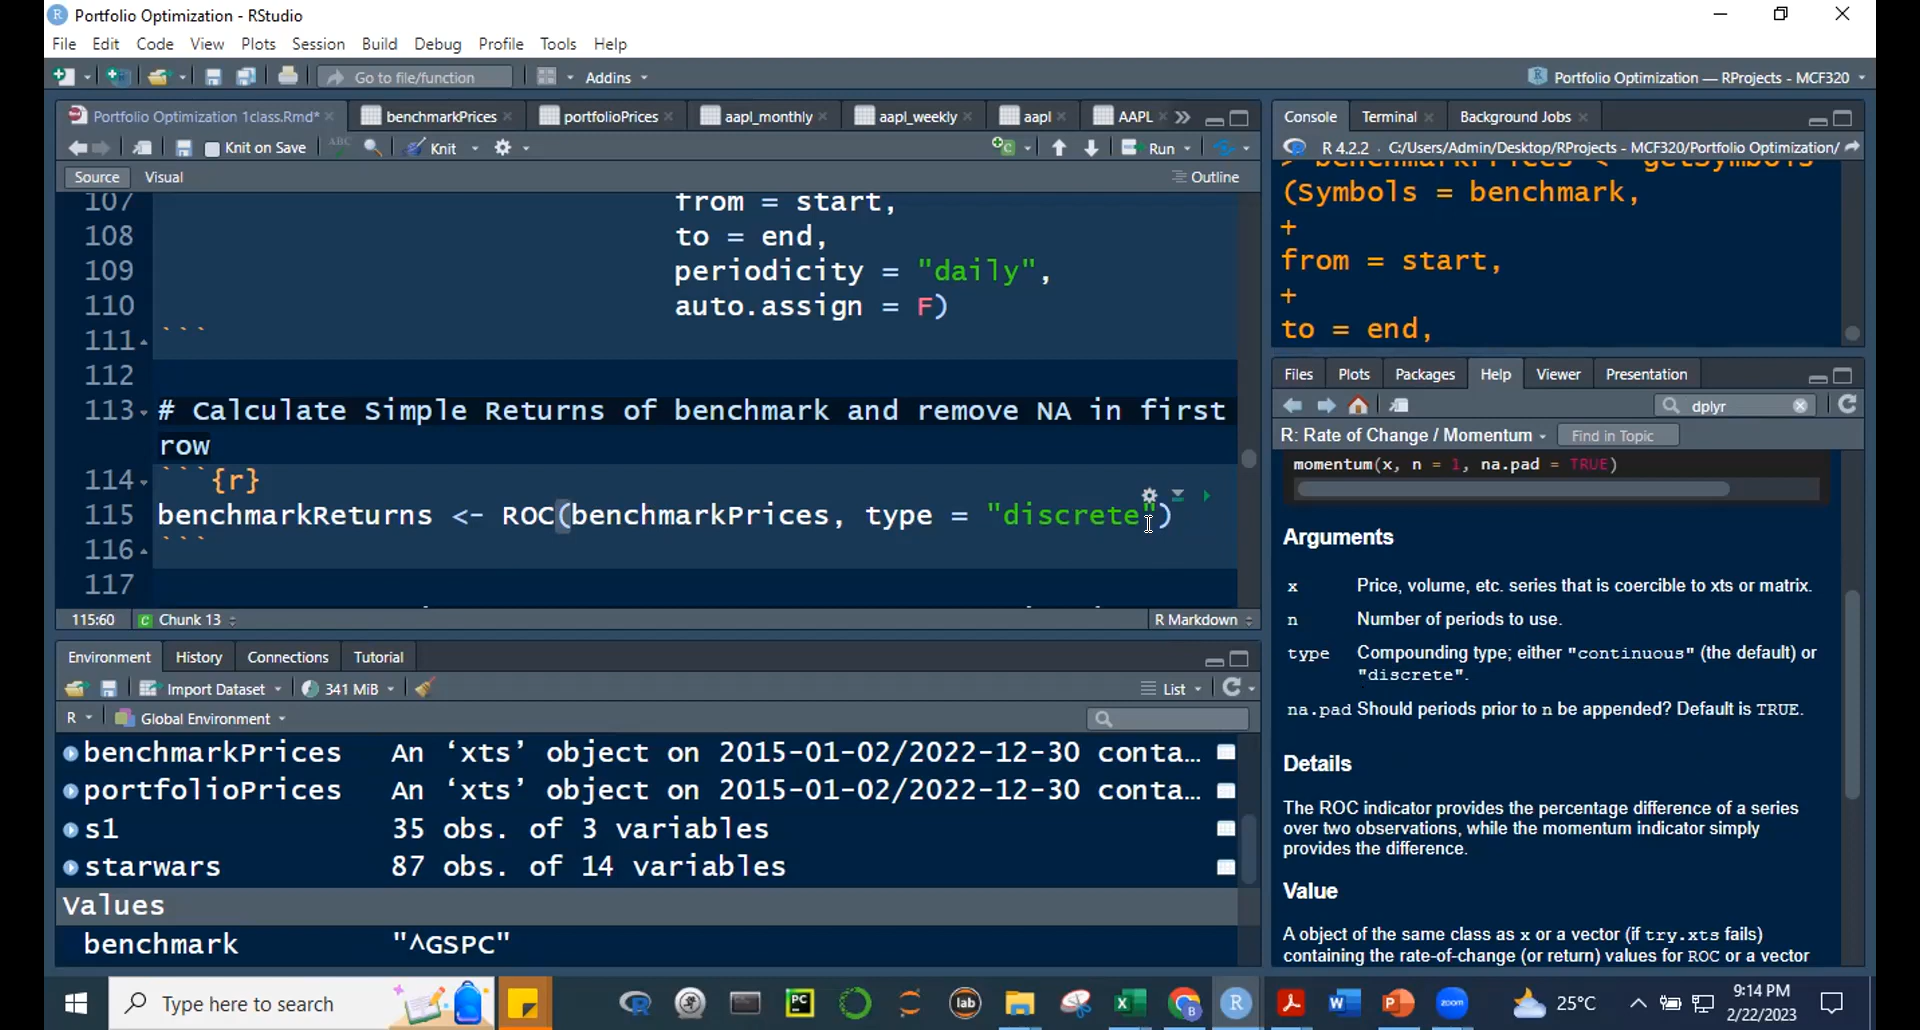 Portfolio Optimization - RStudio
File Edit Code View Plots Session Build Debug Profile Tools Help
Go to file/function Addins Portfolio Optimization — RProjects - MCF320
Portfolio Optimization 1class.Rmd* benchmarkPrices portfolioPrices aapl_monthly aapl_weekly aapl AAPL
Knit on Save ABC Knit Run
Source Visual Outline
107 from = start,
108 to = end,
109 periodicity = "daily",
110 auto.assign = F)
111 ```
112
113 # Calculate Simple Returns of benchmark and remove NA in first
row
114 ```{r}
115 benchmarkReturns <- ROC(benchmarkPrices, type = "discrete")
116 ```
117
115:60 Chunk 13 R Markdown
Environment History Connections Tutorial
Import Dataset 341 MiB List
R Global Environment
benchmarkPrices An ‘xts’ object on 2015-01-02/2022-12-30 conta…
portfolioPrices An ‘xts’ object on 2015-01-02/2022-12-30 conta…
s1 35 obs. of 3 variables
starwars 87 obs. of 14 variables
Values
benchmark "^GSPC"
Console Terminal Background Jobs
R 4.2.2 · C:/Users/Admin/Desktop/RProjects - MCF320/Portfolio Optimization/
> benchmarkPrices <- getSymbols
(Symbols = benchmark,
+
from = start,
+
to = end,
Files Plots Packages Help Viewer Presentation
dplyr
R: Rate of Change / Momentum Find in Topic
momentum(x, n = 1, na.pad = TRUE)
Arguments
x Price, volume, etc. series that is coercible to xts or matrix.
n Number of periods to use.
type Compounding type; either "continuous" (the default) or
"discrete".
na.pad Should periods prior to n be appended? Default is TRUE.
Details
The ROC indicator provides the percentage difference of a series
over two observations, while the momentum indicator simply
provides the difference.
Value
A object of the same class as x or a vector (if try.xts fails)
containing the rate-of-change (or return) values for ROC or a vector
Type here to search PC lab R W P zoom 25°C 9:14 PM
2/22/2023